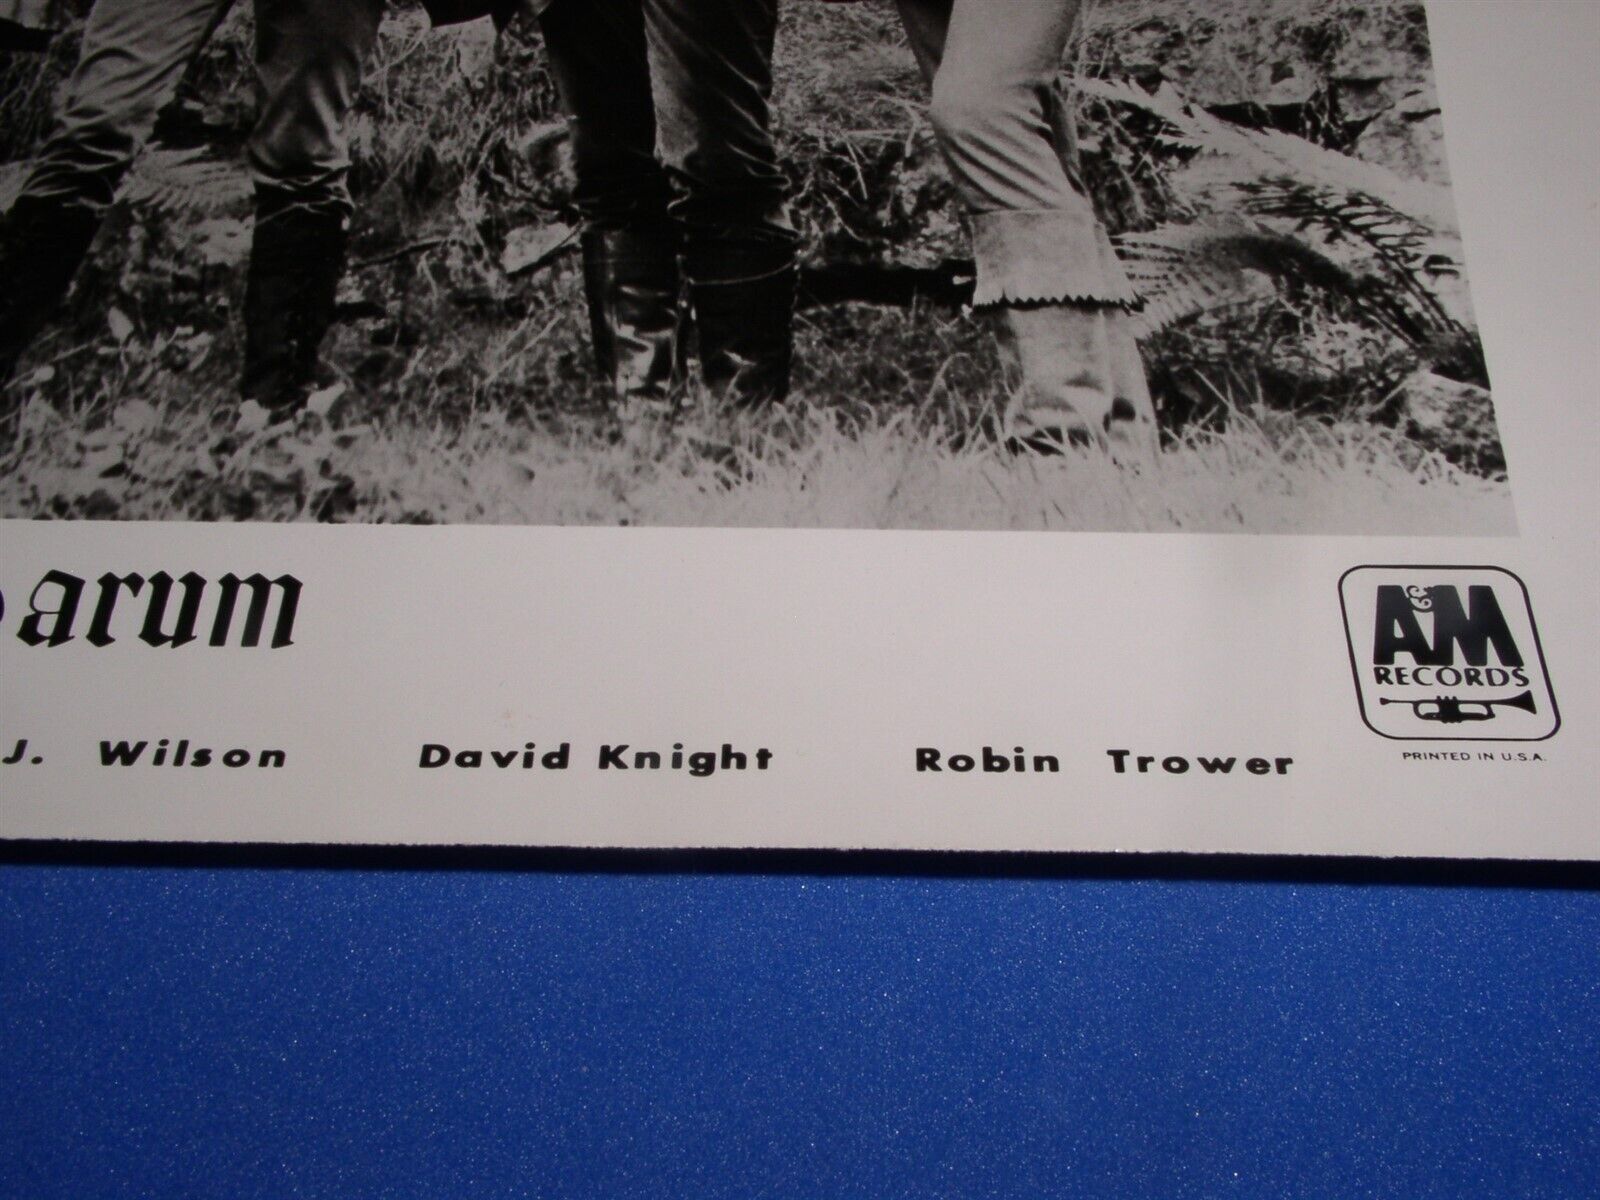 arum
A&M
RECORDS
J. Wilson David Knight Robin Trower
PRINTED IN U.S.A.